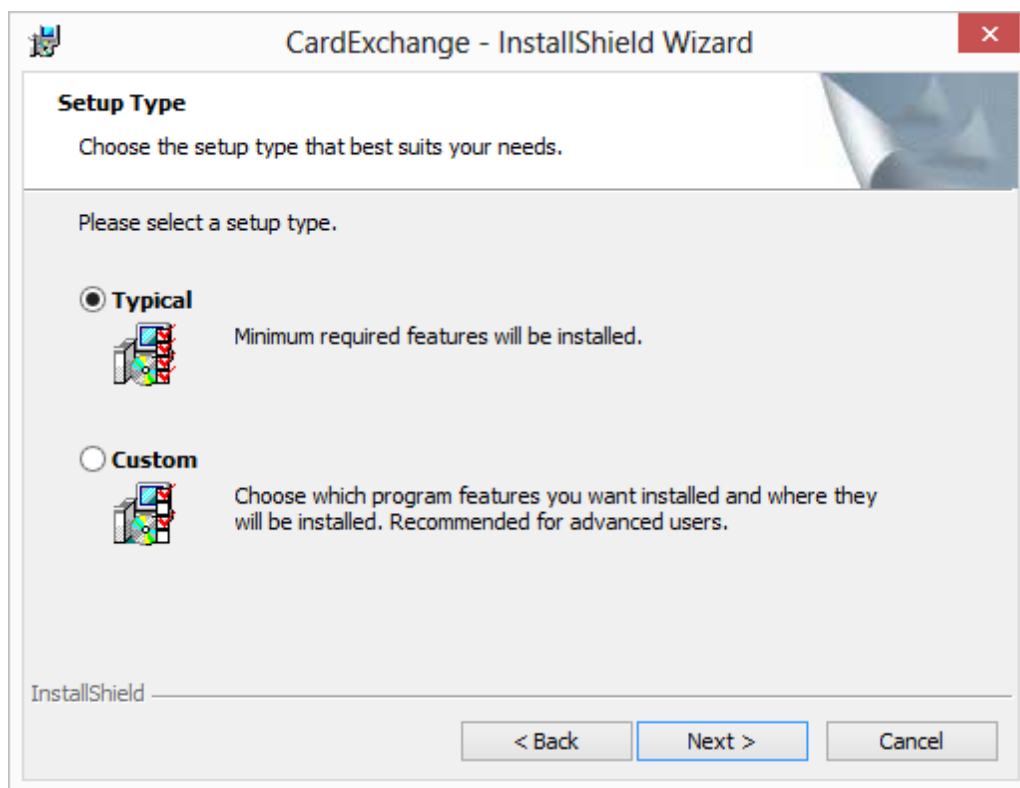 CardExchange - InstallShield Wizard
Setup Type
Choose the setup type that best suits your needs.
Please select a setup type.
Typical
Minimum required features will be installed.
Custom
Choose which program features you want installed and where they
will be installed. Recommended for advanced users.
InstallShield
< Back
Next >
Cancel